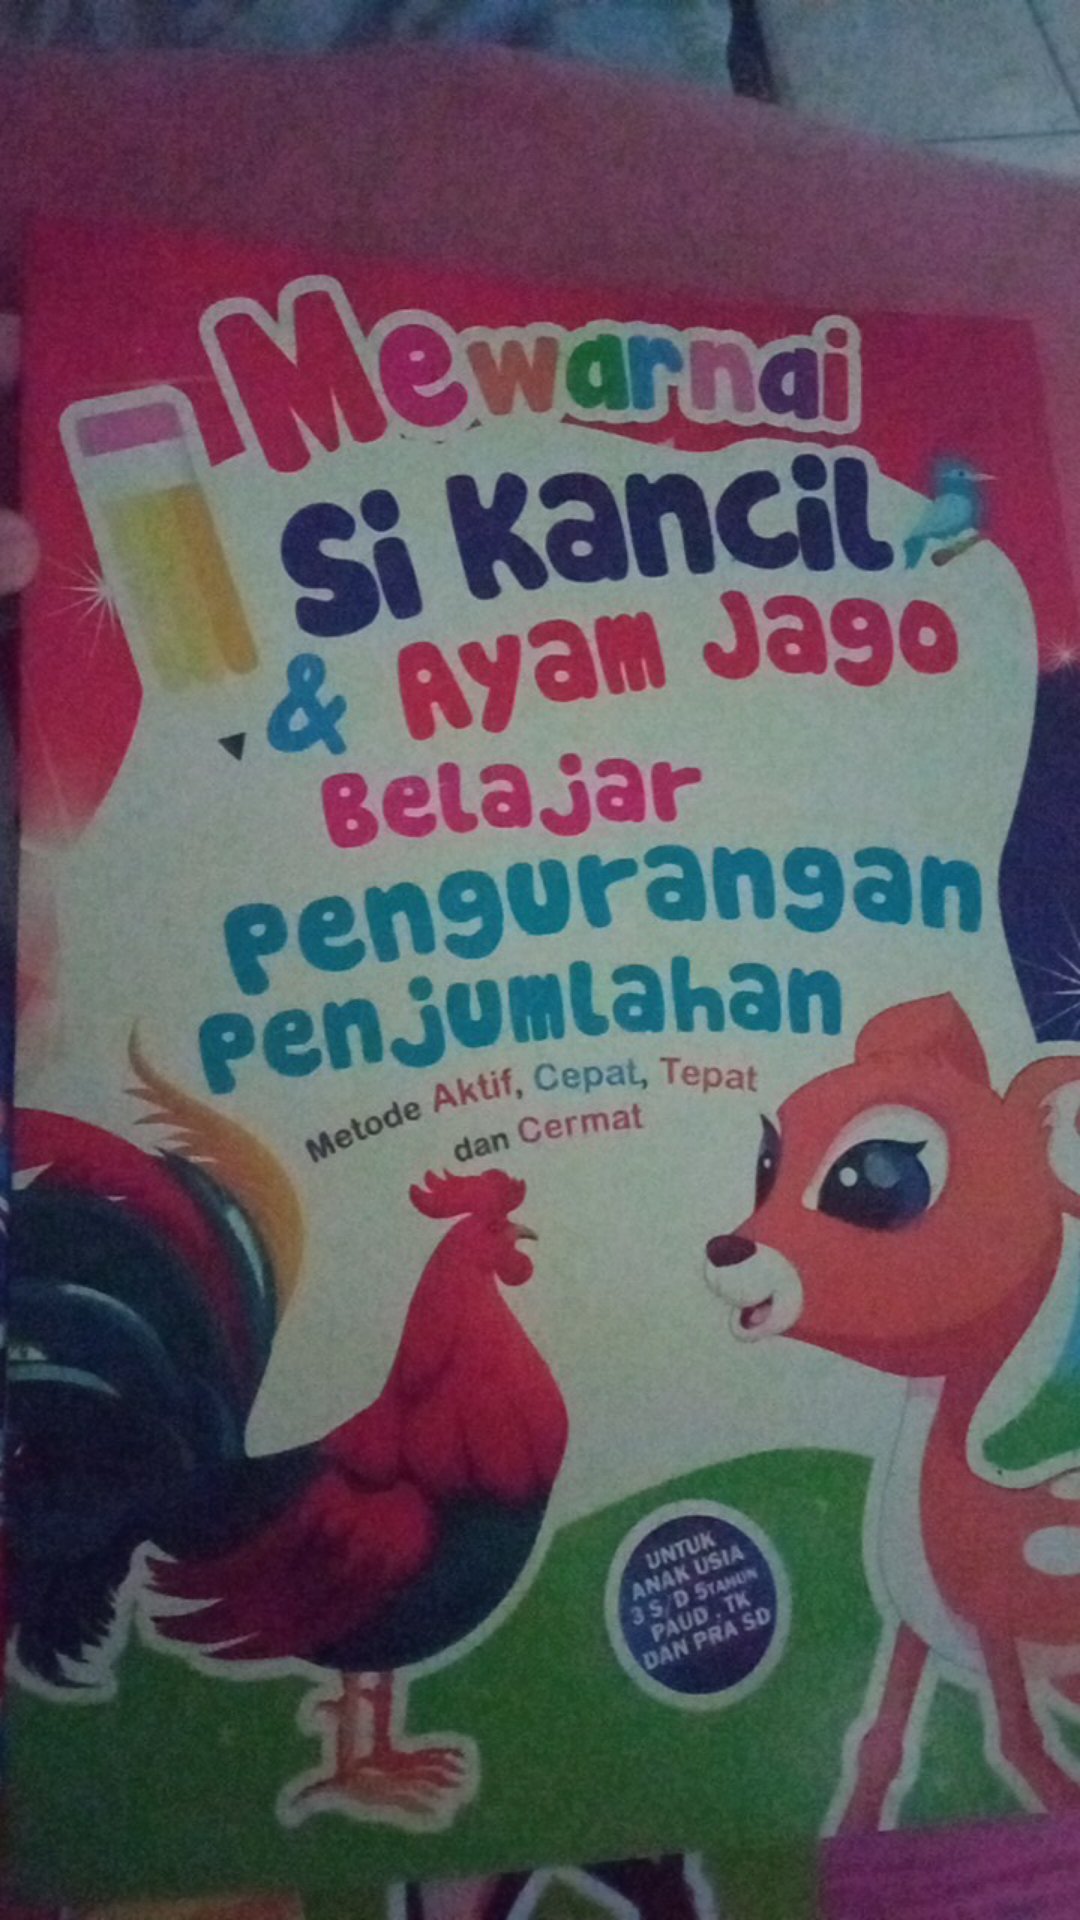 Mewarnai
Si Kancil
& Ayam Jago
Belajar
Pengurangan
Penjumlahan
Metode Aktif, Cepat, Tepat
dan Cermat
UNTUK
ANAK USIA
3 S/D 5 TAHUN
PAUD, TK
DAN PRA SD